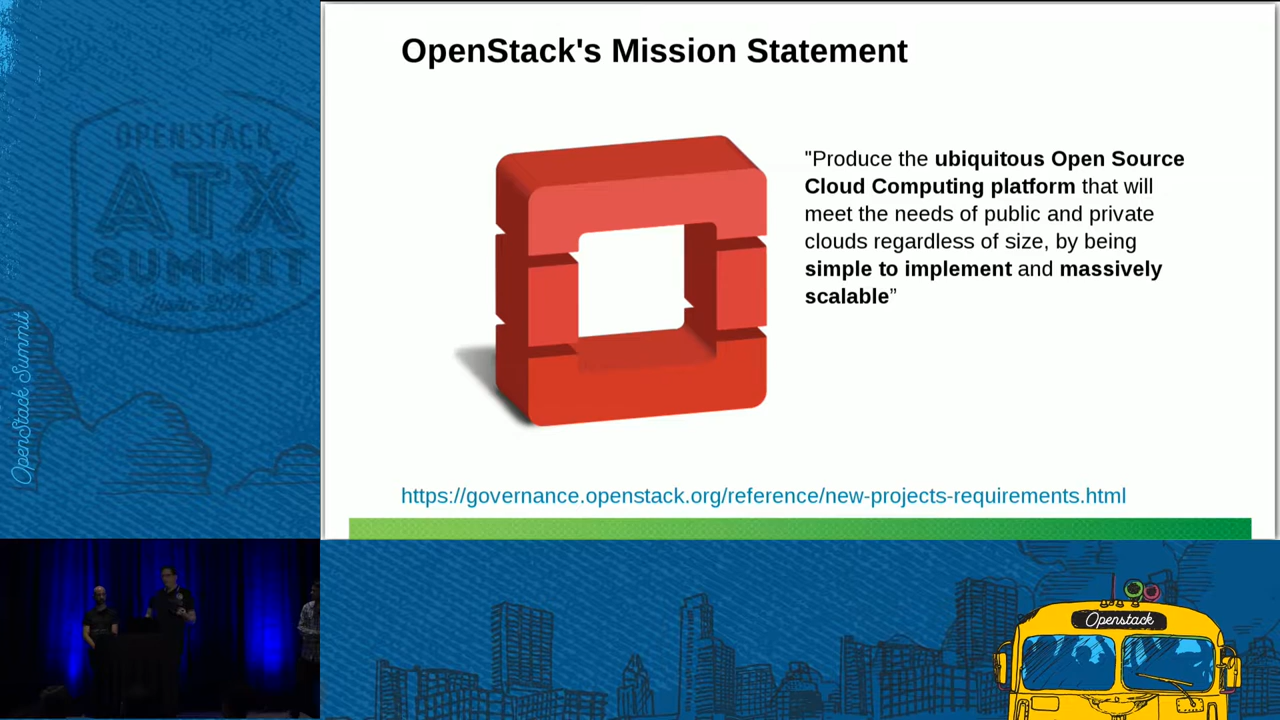 OpenStack's Mission Statement
"Produce the ubiquitous Open Source
Cloud Computing platform that will
meet the needs of public and private
clouds regardless of size, by being
simple to implement and massively
scalable”
https://governance.openstack.org/reference/new-projects-requirements.html
OPENSTACK
ATX
SUMMIT
OpenStack Summit
Openstack